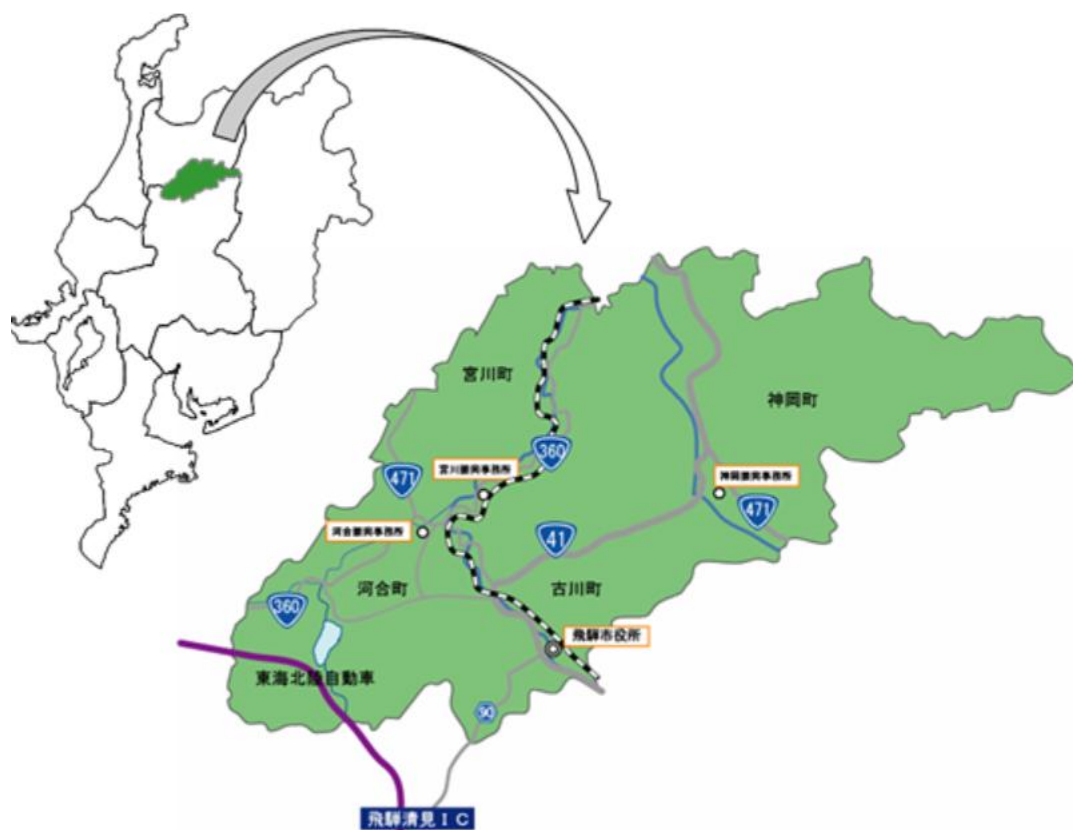 宮川町
神岡町
360
宮川振興事務所
471
神岡振興事務所
471
河合振興事務所
41
河合町
古川町
360
飛騨市役所
東海北陸自動車
90
飛騨清見IC